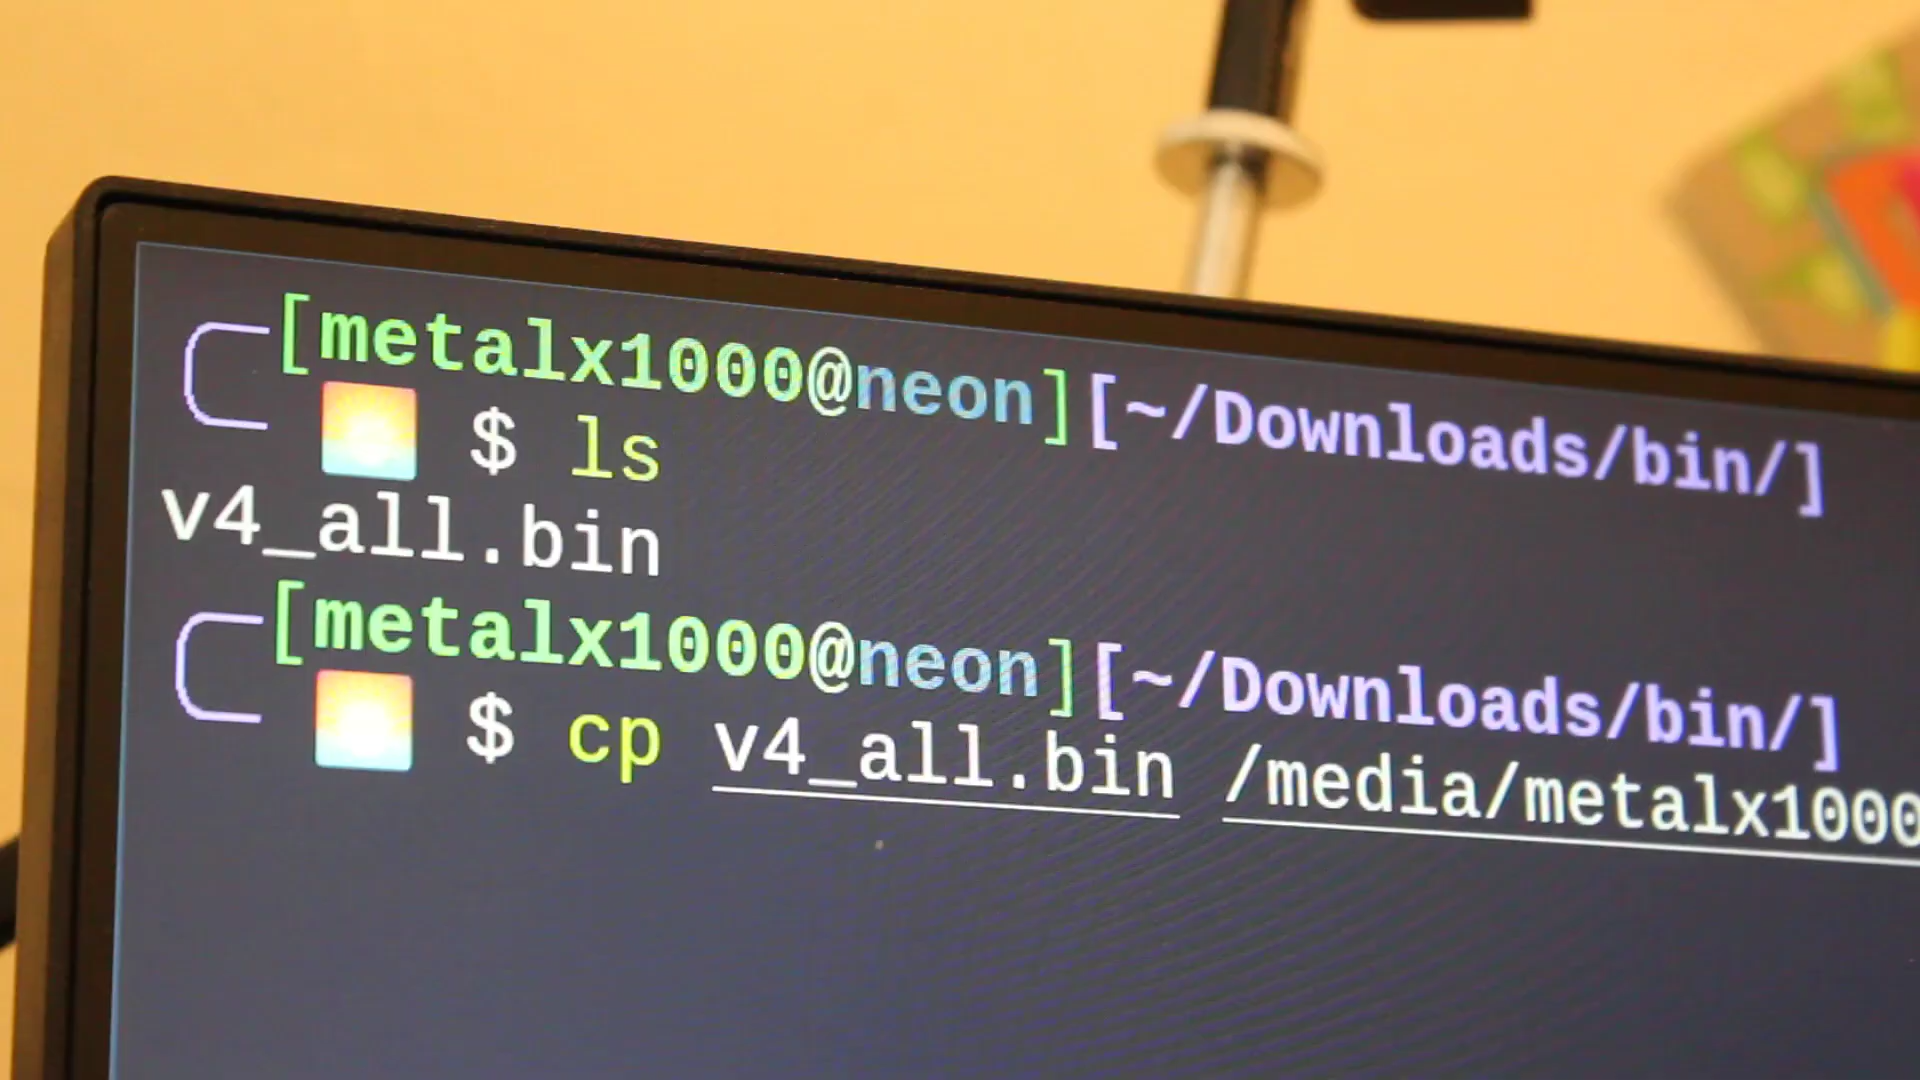 [metalx1000@neon][~/Downloads/bin/]
$ ls
v4_all.bin
[metalx1000@neon][~/Downloads/bin/]
$ cp v4_all.bin /media/metalx1000